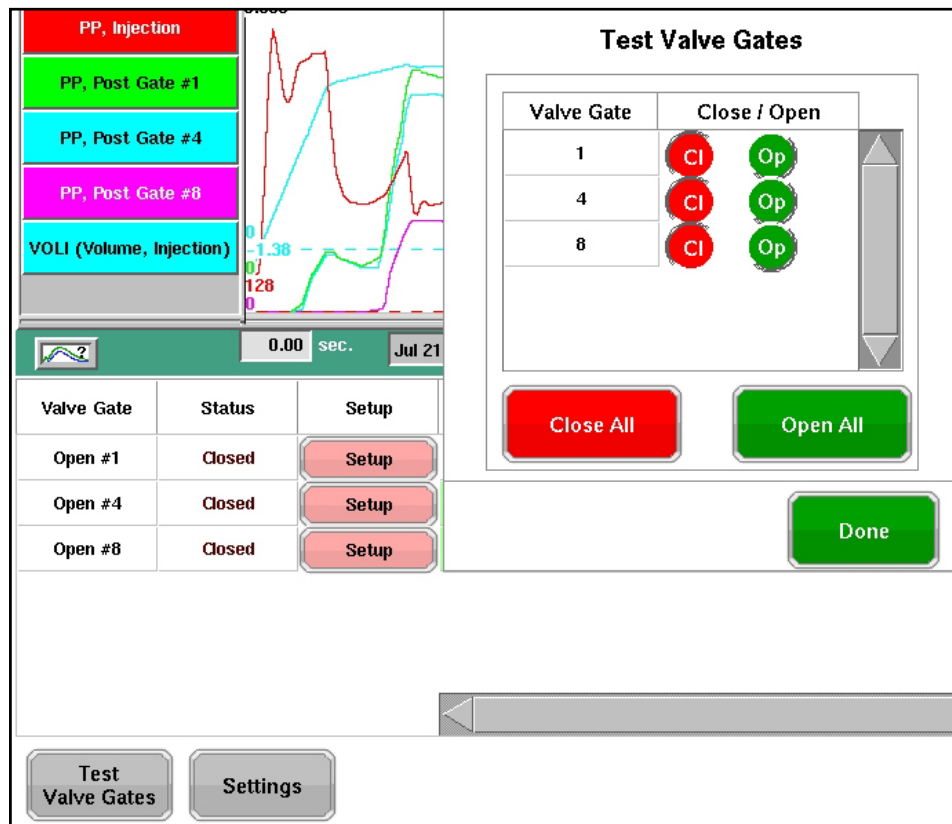 PP, Injection
PP, Post Gate #1
PP, Post Gate #4
PP, Post Gate #8
VOLI (Volume, Injection)
0
-1.38
0
128
0
0.00 sec. Jul 21
Valve Gate Status Setup
Open #1 Closed Setup
Open #4 Closed Setup
Open #8 Closed Setup
Test
Valve Gates
Settings
Test Valve Gates
Valve Gate Close / Open
1 Cl Op
4 Cl Op
8 Cl Op
Close All Open All
Done